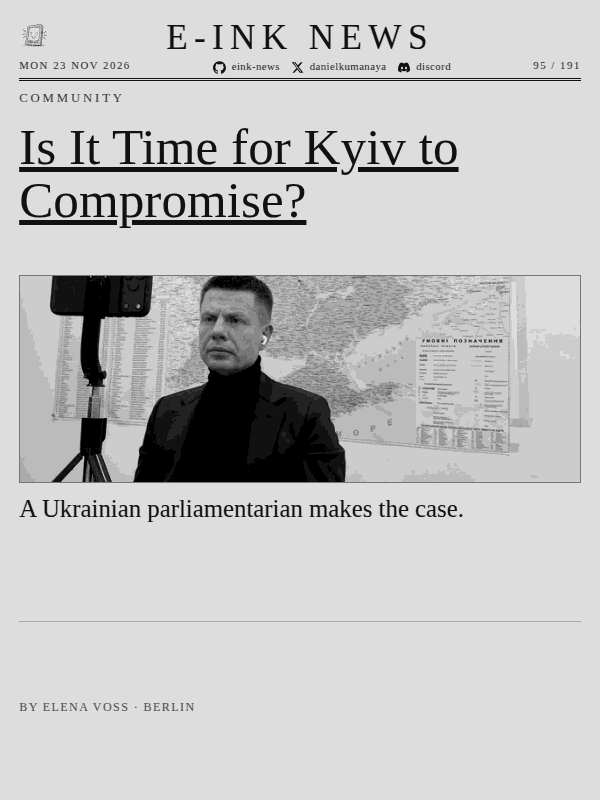 E-INK NEWS
MON 23 NOV 2026
eink-news danielkumanaya discord
95 / 191
COMMUNITY
Is It Time for Kyiv to
Compromise?
УМОВНІ ПОЗНАЧЕННЯ
МОРЕ
A Ukrainian parliamentarian makes the case.
BY ELENA VOSS · BERLIN